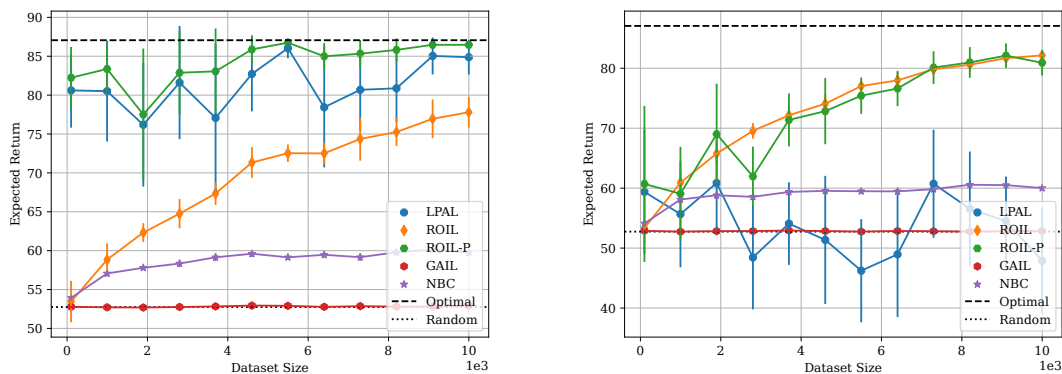 90
85
80
75
70
65
60
55
50
Expected Return
0
2
4
6
8
10
1e3
Dataset Size
LPAL
ROIL
ROIL-P
GAIL
NBC
Optimal
Random
80
70
60
50
40
Expected Return
0
2
4
6
8
10
1e3
Dataset Size
LPAL
ROIL
ROIL-P
GAIL
NBC
Optimal
Random